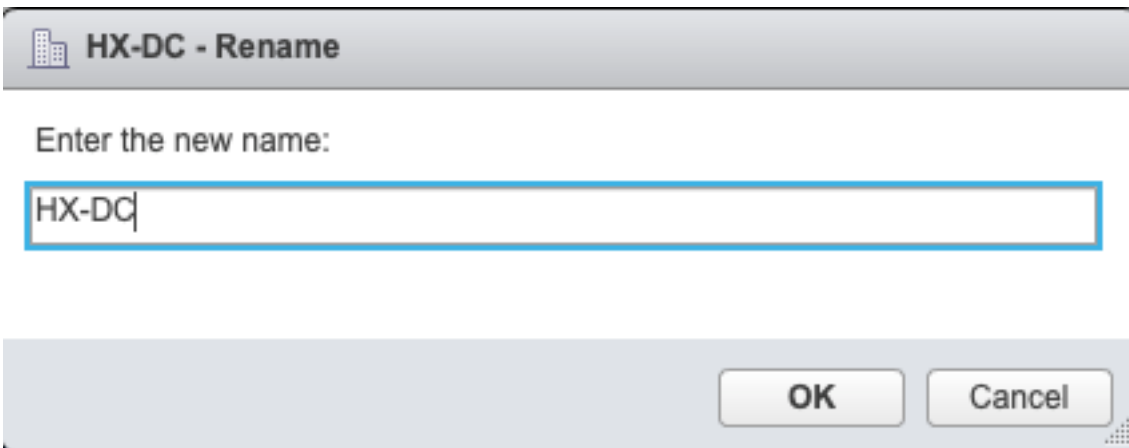 HX-DC - Rename
Enter the new name:
HX-DC
OK Cancel